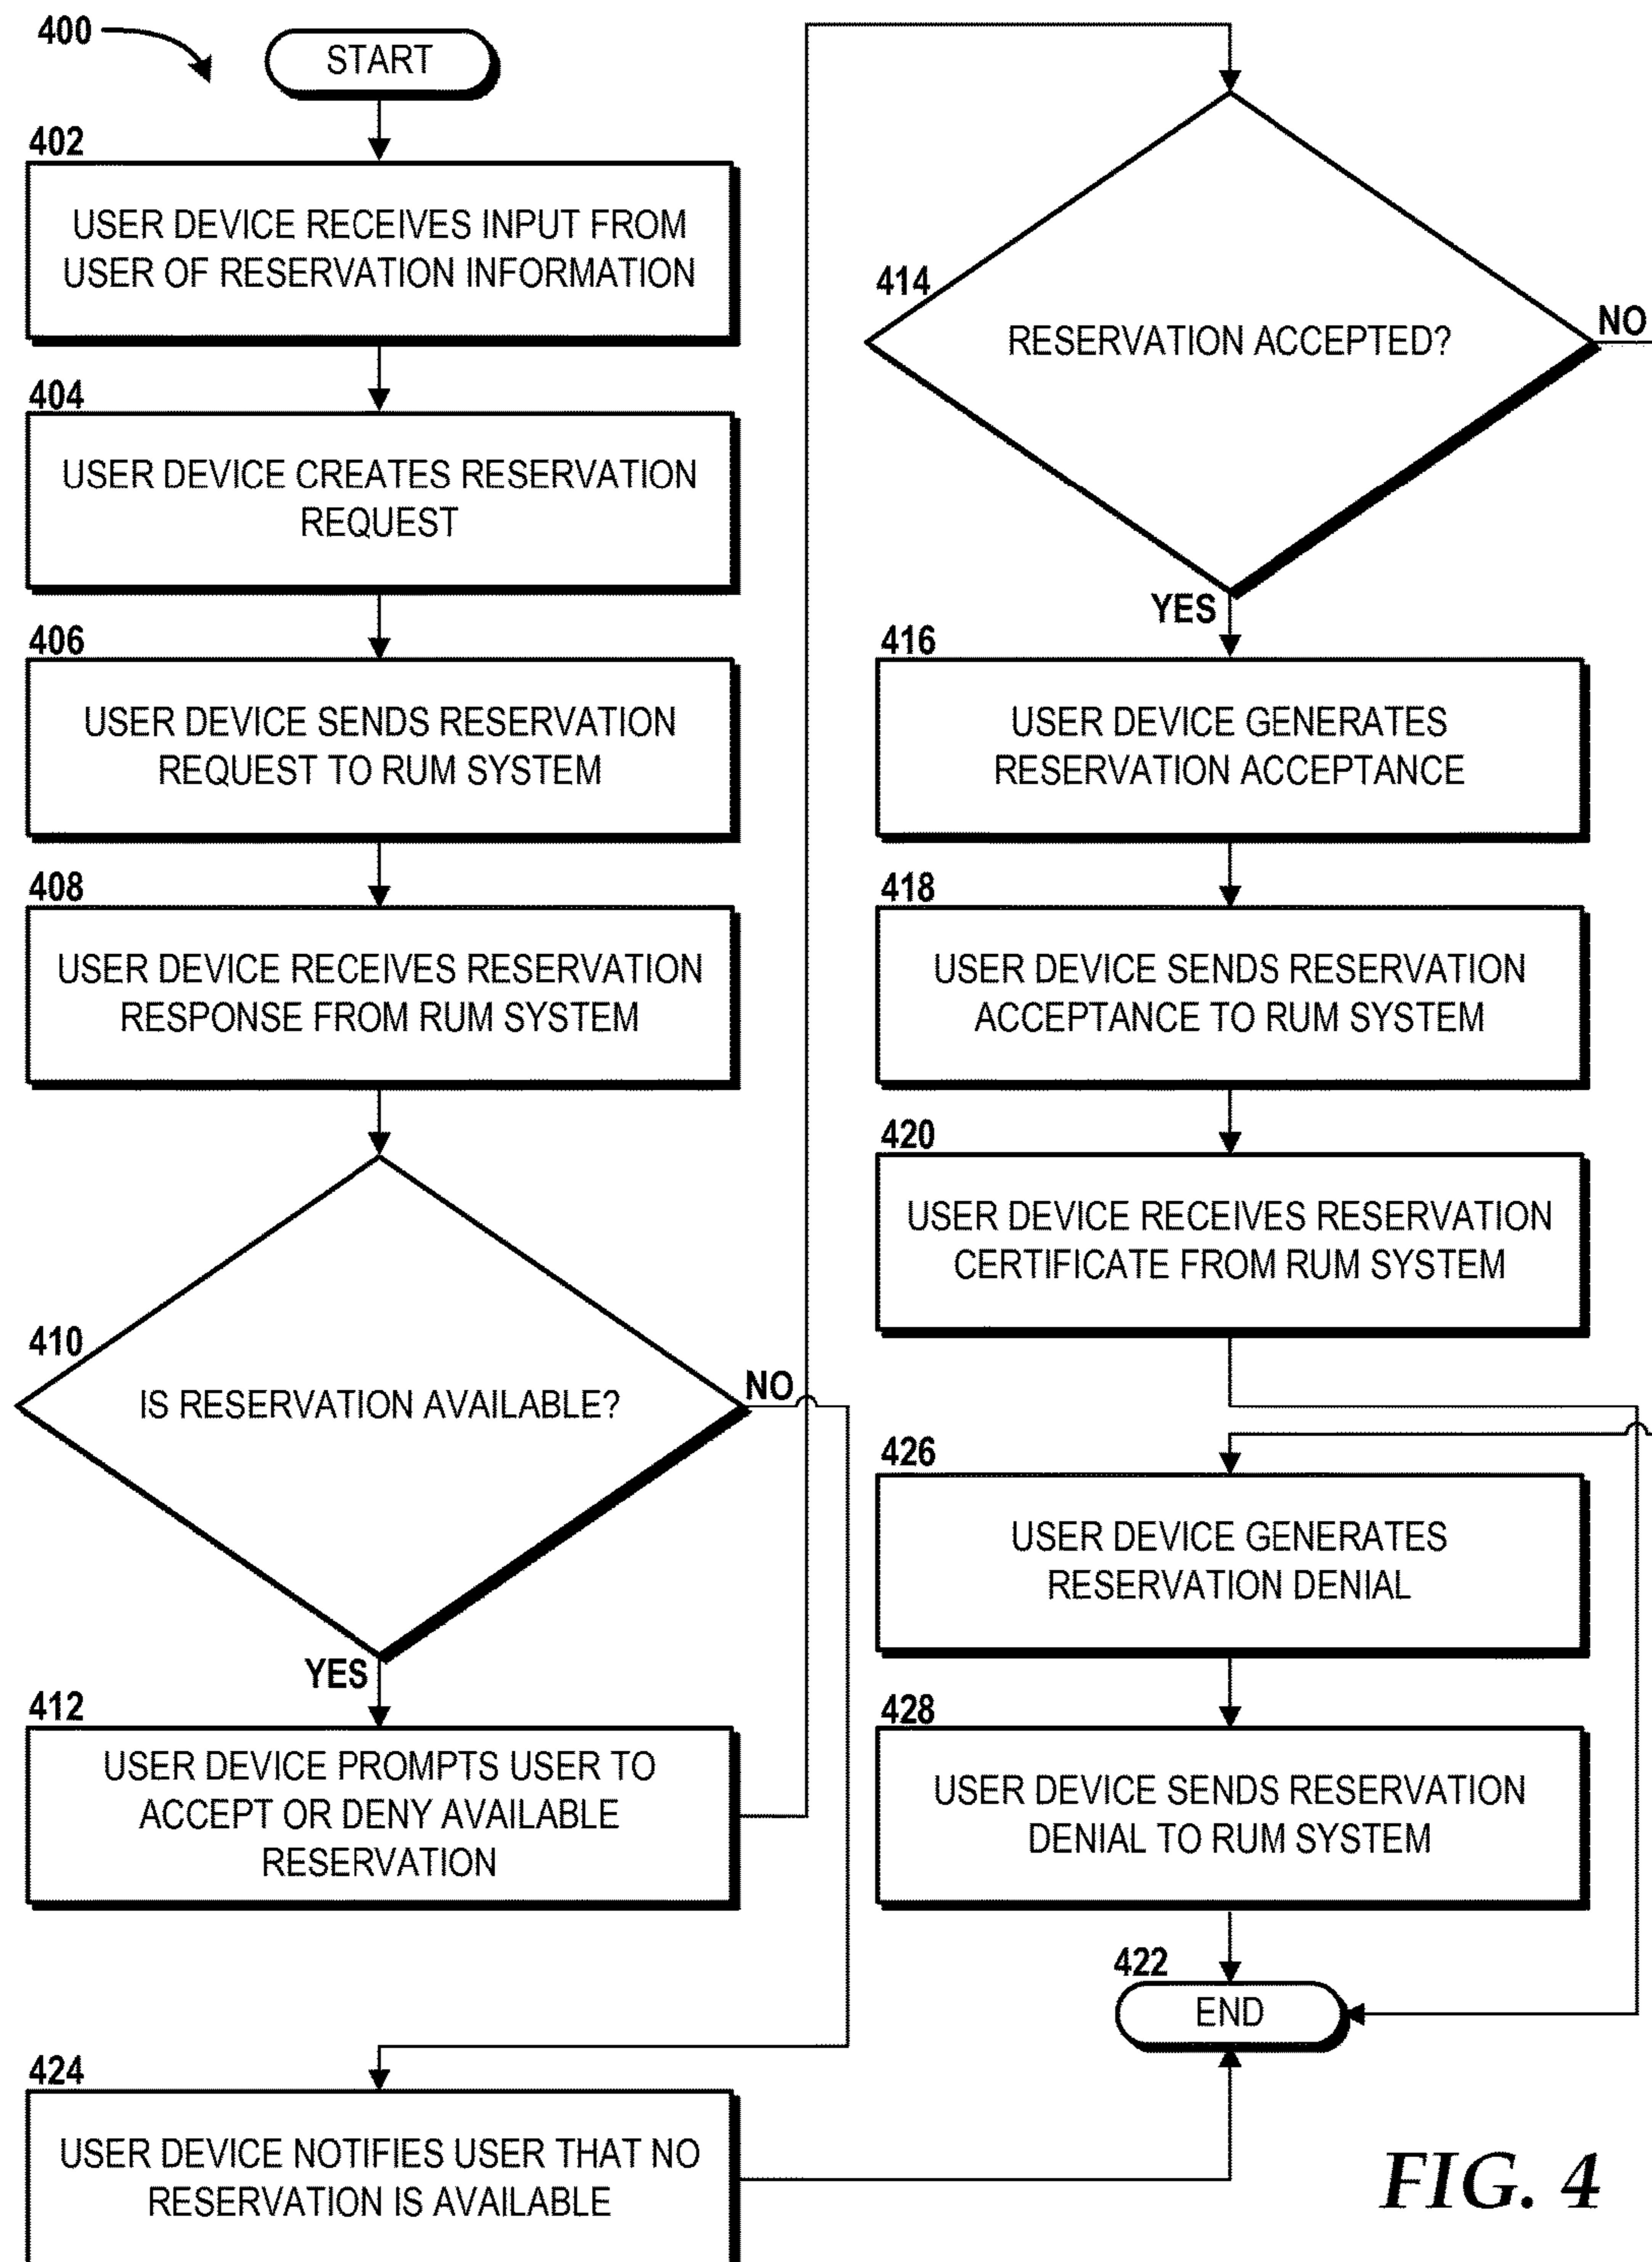 400
START
402
USER DEVICE RECEIVES INPUT FROM
USER OF RESERVATION INFORMATION
404
USER DEVICE CREATES RESERVATION
REQUEST
406
USER DEVICE SENDS RESERVATION
REQUEST TO RUM SYSTEM
408
USER DEVICE RECEIVES RESERVATION
RESPONSE FROM RUM SYSTEM
410
IS RESERVATION AVAILABLE?
NO
YES
412
USER DEVICE PROMPTS USER TO
ACCEPT OR DENY AVAILABLE
RESERVATION
424
USER DEVICE NOTIFIES USER THAT NO
RESERVATION IS AVAILABLE
414
RESERVATION ACCEPTED?
NO
YES
416
USER DEVICE GENERATES
RESERVATION ACCEPTANCE
418
USER DEVICE SENDS RESERVATION
ACCEPTANCE TO RUM SYSTEM
420
USER DEVICE RECEIVES RESERVATION
CERTIFICATE FROM RUM SYSTEM
426
USER DEVICE GENERATES
RESERVATION DENIAL
428
USER DEVICE SENDS RESERVATION
DENIAL TO RUM SYSTEM
422
END
FIG. 4